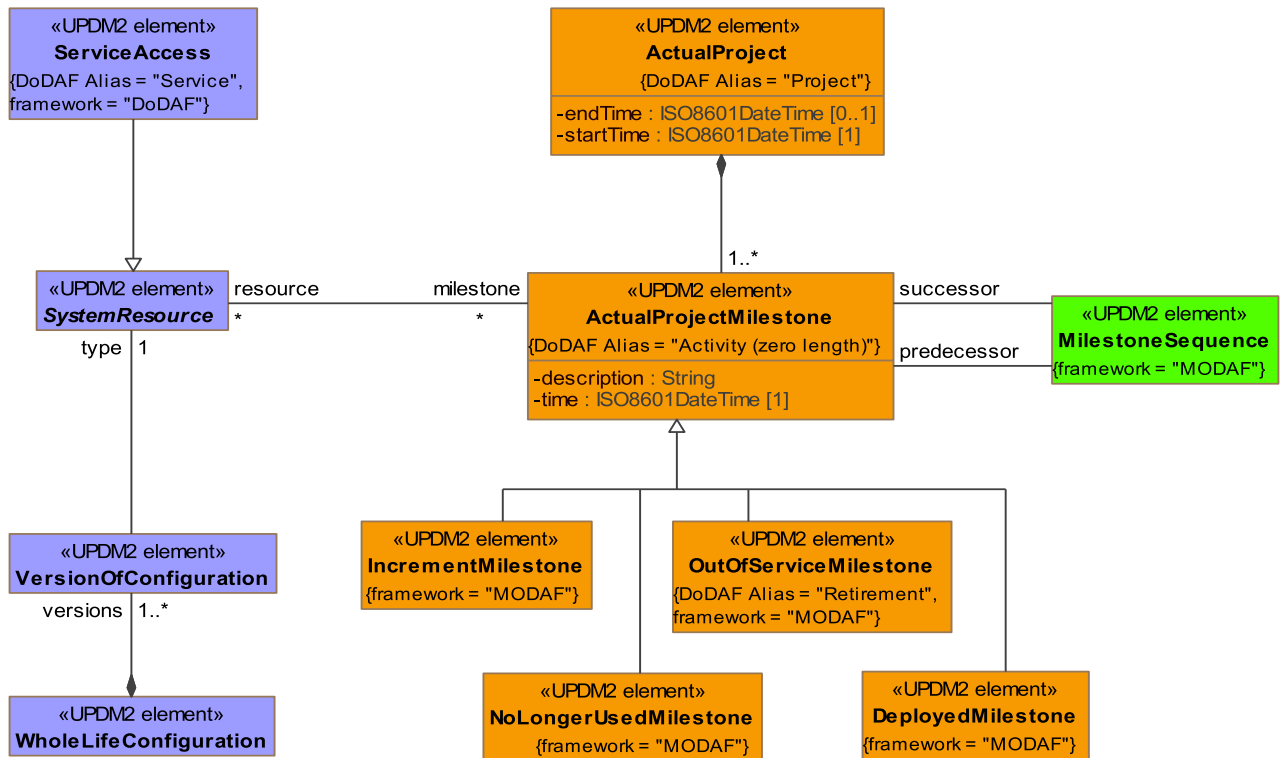 «UPDM2 element»
ServiceAccess
{DoDAF Alias = "Service",
framework = "DoDAF"}
«UPDM2 element»
ActualProject
{DoDAF Alias = "Project"}
-endTime : ISO8601DateTime [0..1]
-startTime : ISO8601DateTime [1]
1..*
«UPDM2 element»
SystemResource
resource
*
milestone
*
type 1
«UPDM2 element»
ActualProjectMilestone
{DoDAF Alias = "Activity (zero length)"}
-description : String
-time : ISO8601DateTime [1]
successor
predecessor
«UPDM2 element»
MilestoneSequence
{framework = "MODAF"}
«UPDM2 element»
VersionOfConfiguration
versions 1..*
«UPDM2 element»
WholeLifeConfiguration
«UPDM2 element»
IncrementMilestone
{framework = "MODAF"}
«UPDM2 element»
OutOfServiceMilestone
{DoDAF Alias = "Retirement",
framework = "MODAF"}
«UPDM2 element»
NoLongerUsedMilestone
{framework = "MODAF"}
«UPDM2 element»
DeployedMilestone
{framework = "MODAF"}